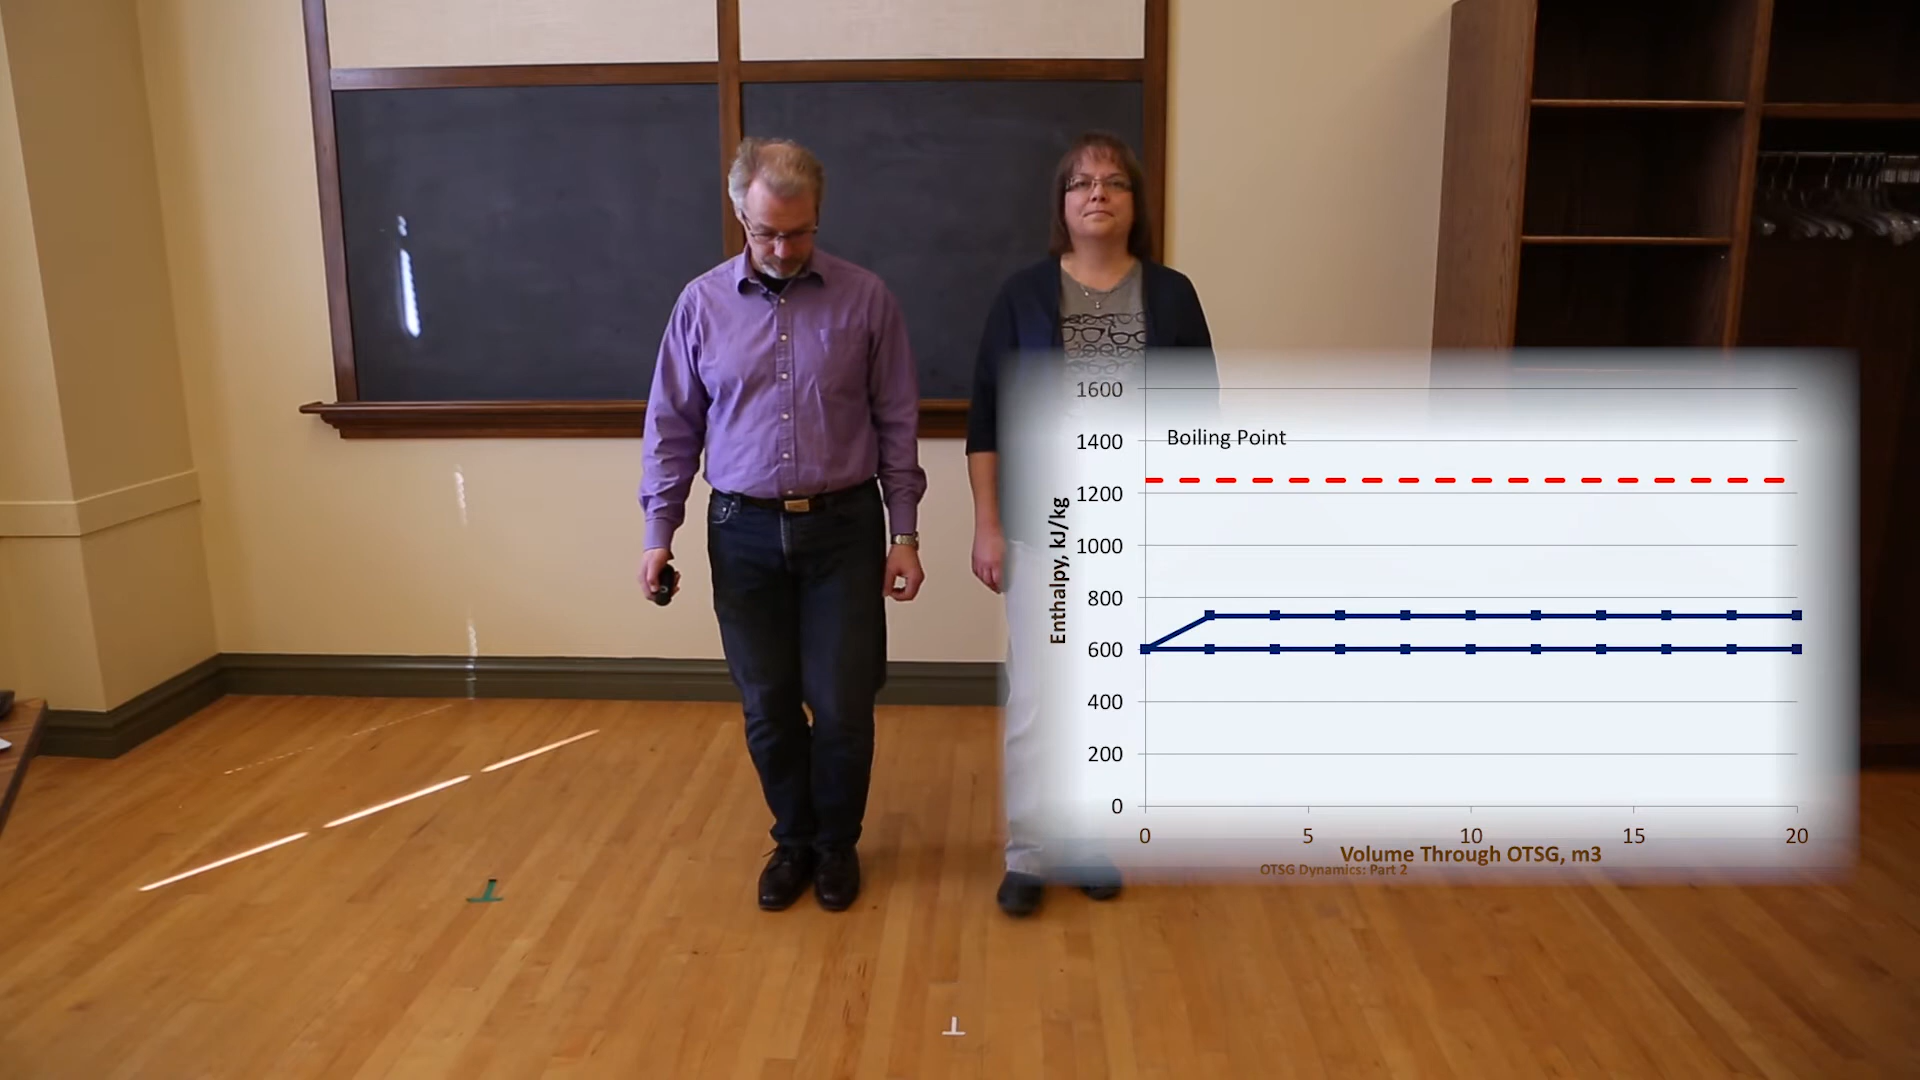 1600
Boiling Point
1400
1200
1000
800
600
400
200
0
Enthalpy, kJ/kg
0 5 10 15 20
Volume Through OTSG, m3
OTSG Dynamics: Part 2